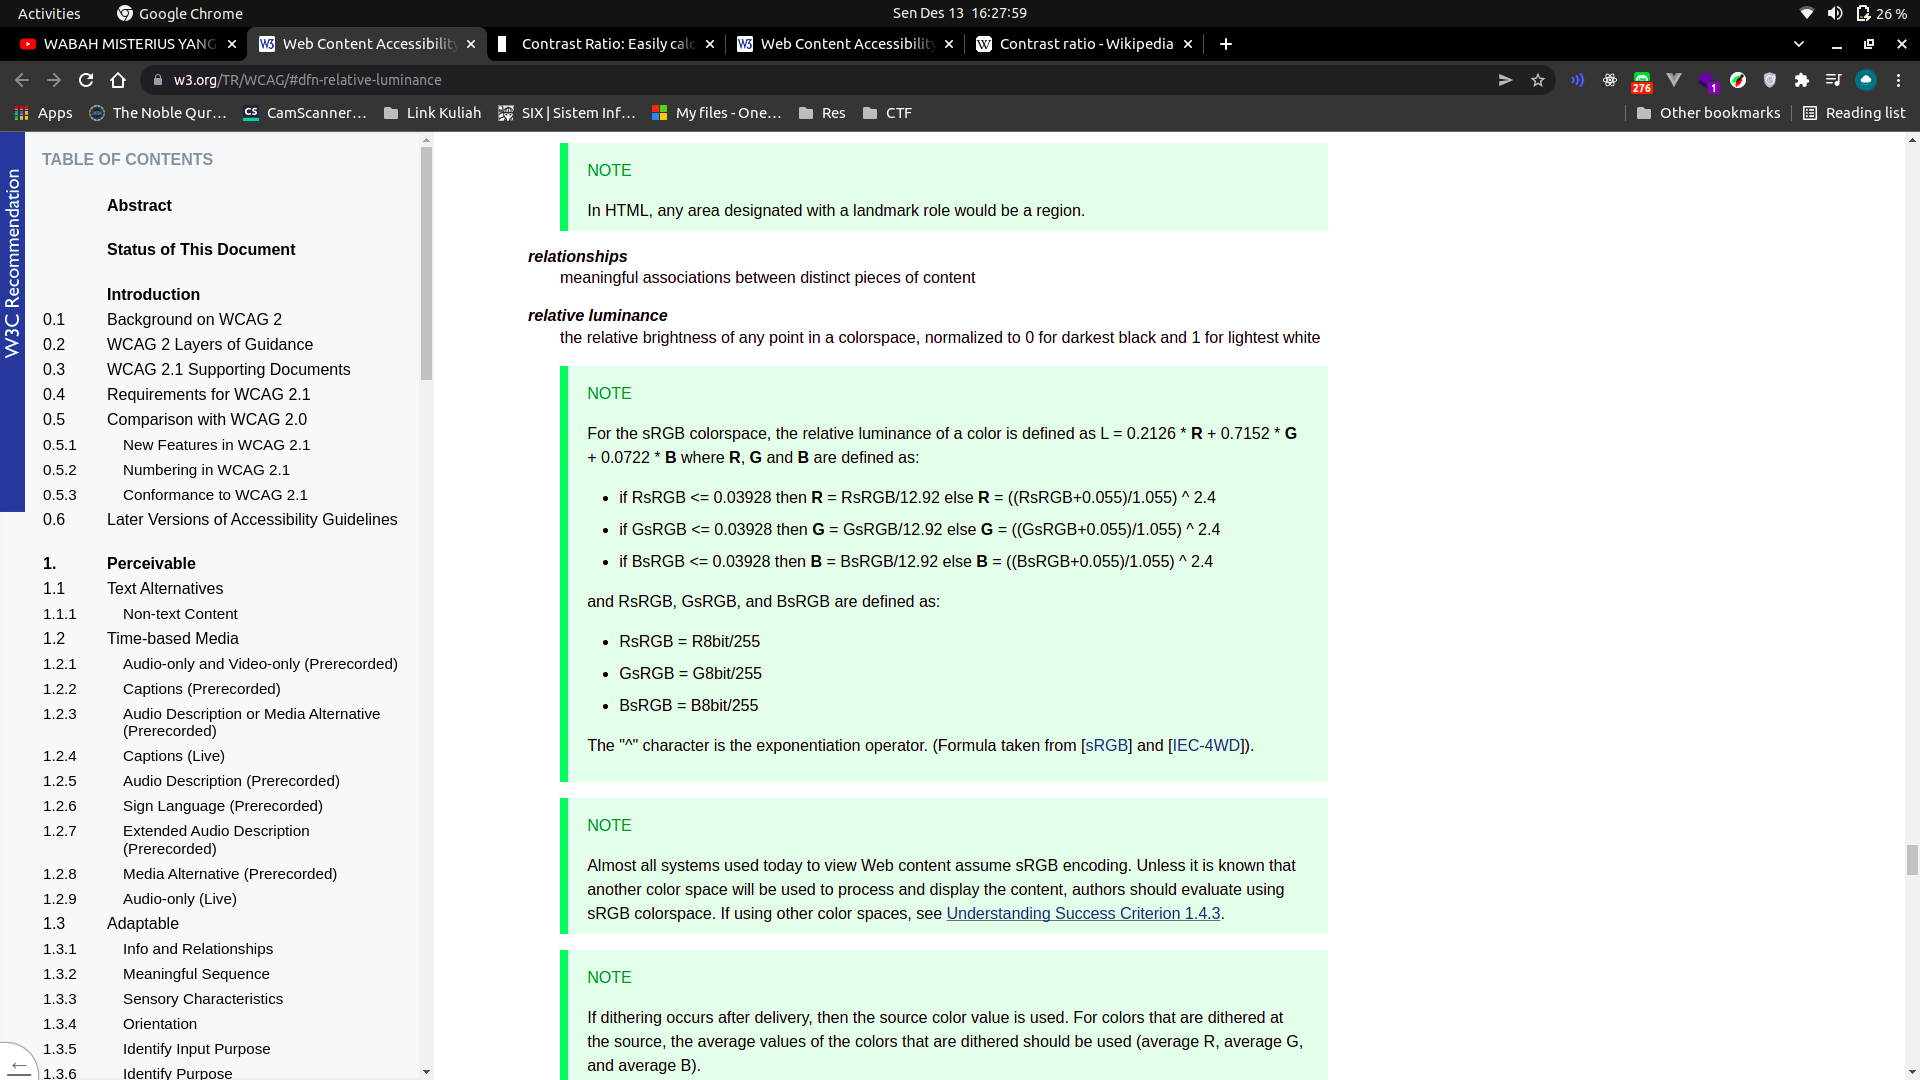 Activities
Google Chrome
Sen Des 13 16:27:59
26 %
WABAH MISTERIUS YANG
Web Content Accessibility
Contrast Ratio: Easily calc
Web Content Accessibility
Contrast ratio - Wikipedia
w3.org/TR/WCAG/#dfn-relative-luminance
276
1
Apps
The Noble Qur…
CS
CamScanner…
Link Kuliah
SIX | Sistem Inf…
My files - One…
Res
CTF
Other bookmarks
Reading list
W3C Recommendation
TABLE OF CONTENTS
Abstract
Status of This Document
Introduction
0.1 Background on WCAG 2
0.2 WCAG 2 Layers of Guidance
0.3 WCAG 2.1 Supporting Documents
0.4 Requirements for WCAG 2.1
0.5 Comparison with WCAG 2.0
0.5.1 New Features in WCAG 2.1
0.5.2 Numbering in WCAG 2.1
0.5.3 Conformance to WCAG 2.1
0.6 Later Versions of Accessibility Guidelines
1. Perceivable
1.1 Text Alternatives
1.1.1 Non-text Content
1.2 Time-based Media
1.2.1 Audio-only and Video-only (Prerecorded)
1.2.2 Captions (Prerecorded)
1.2.3 Audio Description or Media Alternative
(Prerecorded)
1.2.4 Captions (Live)
1.2.5 Audio Description (Prerecorded)
1.2.6 Sign Language (Prerecorded)
1.2.7 Extended Audio Description
(Prerecorded)
1.2.8 Media Alternative (Prerecorded)
1.2.9 Audio-only (Live)
1.3 Adaptable
1.3.1 Info and Relationships
1.3.2 Meaningful Sequence
1.3.3 Sensory Characteristics
1.3.4 Orientation
1.3.5 Identify Input Purpose
1.3.6 Identify Purpose
NOTE
In HTML, any area designated with a landmark role would be a region.
relationships
meaningful associations between distinct pieces of content
relative luminance
the relative brightness of any point in a colorspace, normalized to 0 for darkest black and 1 for lightest white
NOTE
For the sRGB colorspace, the relative luminance of a color is defined as L = 0.2126 * R + 0.7152 * G
+ 0.0722 * B where R, G and B are defined as:
• if RsRGB <= 0.03928 then R = RsRGB/12.92 else R = ((RsRGB+0.055)/1.055) ^ 2.4
• if GsRGB <= 0.03928 then G = GsRGB/12.92 else G = ((GsRGB+0.055)/1.055) ^ 2.4
• if BsRGB <= 0.03928 then B = BsRGB/12.92 else B = ((BsRGB+0.055)/1.055) ^ 2.4
and RsRGB, GsRGB, and BsRGB are defined as:
• RsRGB = R8bit/255
• GsRGB = G8bit/255
• BsRGB = B8bit/255
The "^" character is the exponentiation operator. (Formula taken from [sRGB] and [IEC-4WD]).
NOTE
Almost all systems used today to view Web content assume sRGB encoding. Unless it is known that
another color space will be used to process and display the content, authors should evaluate using
sRGB colorspace. If using other color spaces, see Understanding Success Criterion 1.4.3.
NOTE
If dithering occurs after delivery, then the source color value is used. For colors that are dithered at
the source, the average values of the colors that are dithered should be used (average R, average G,
and average B).